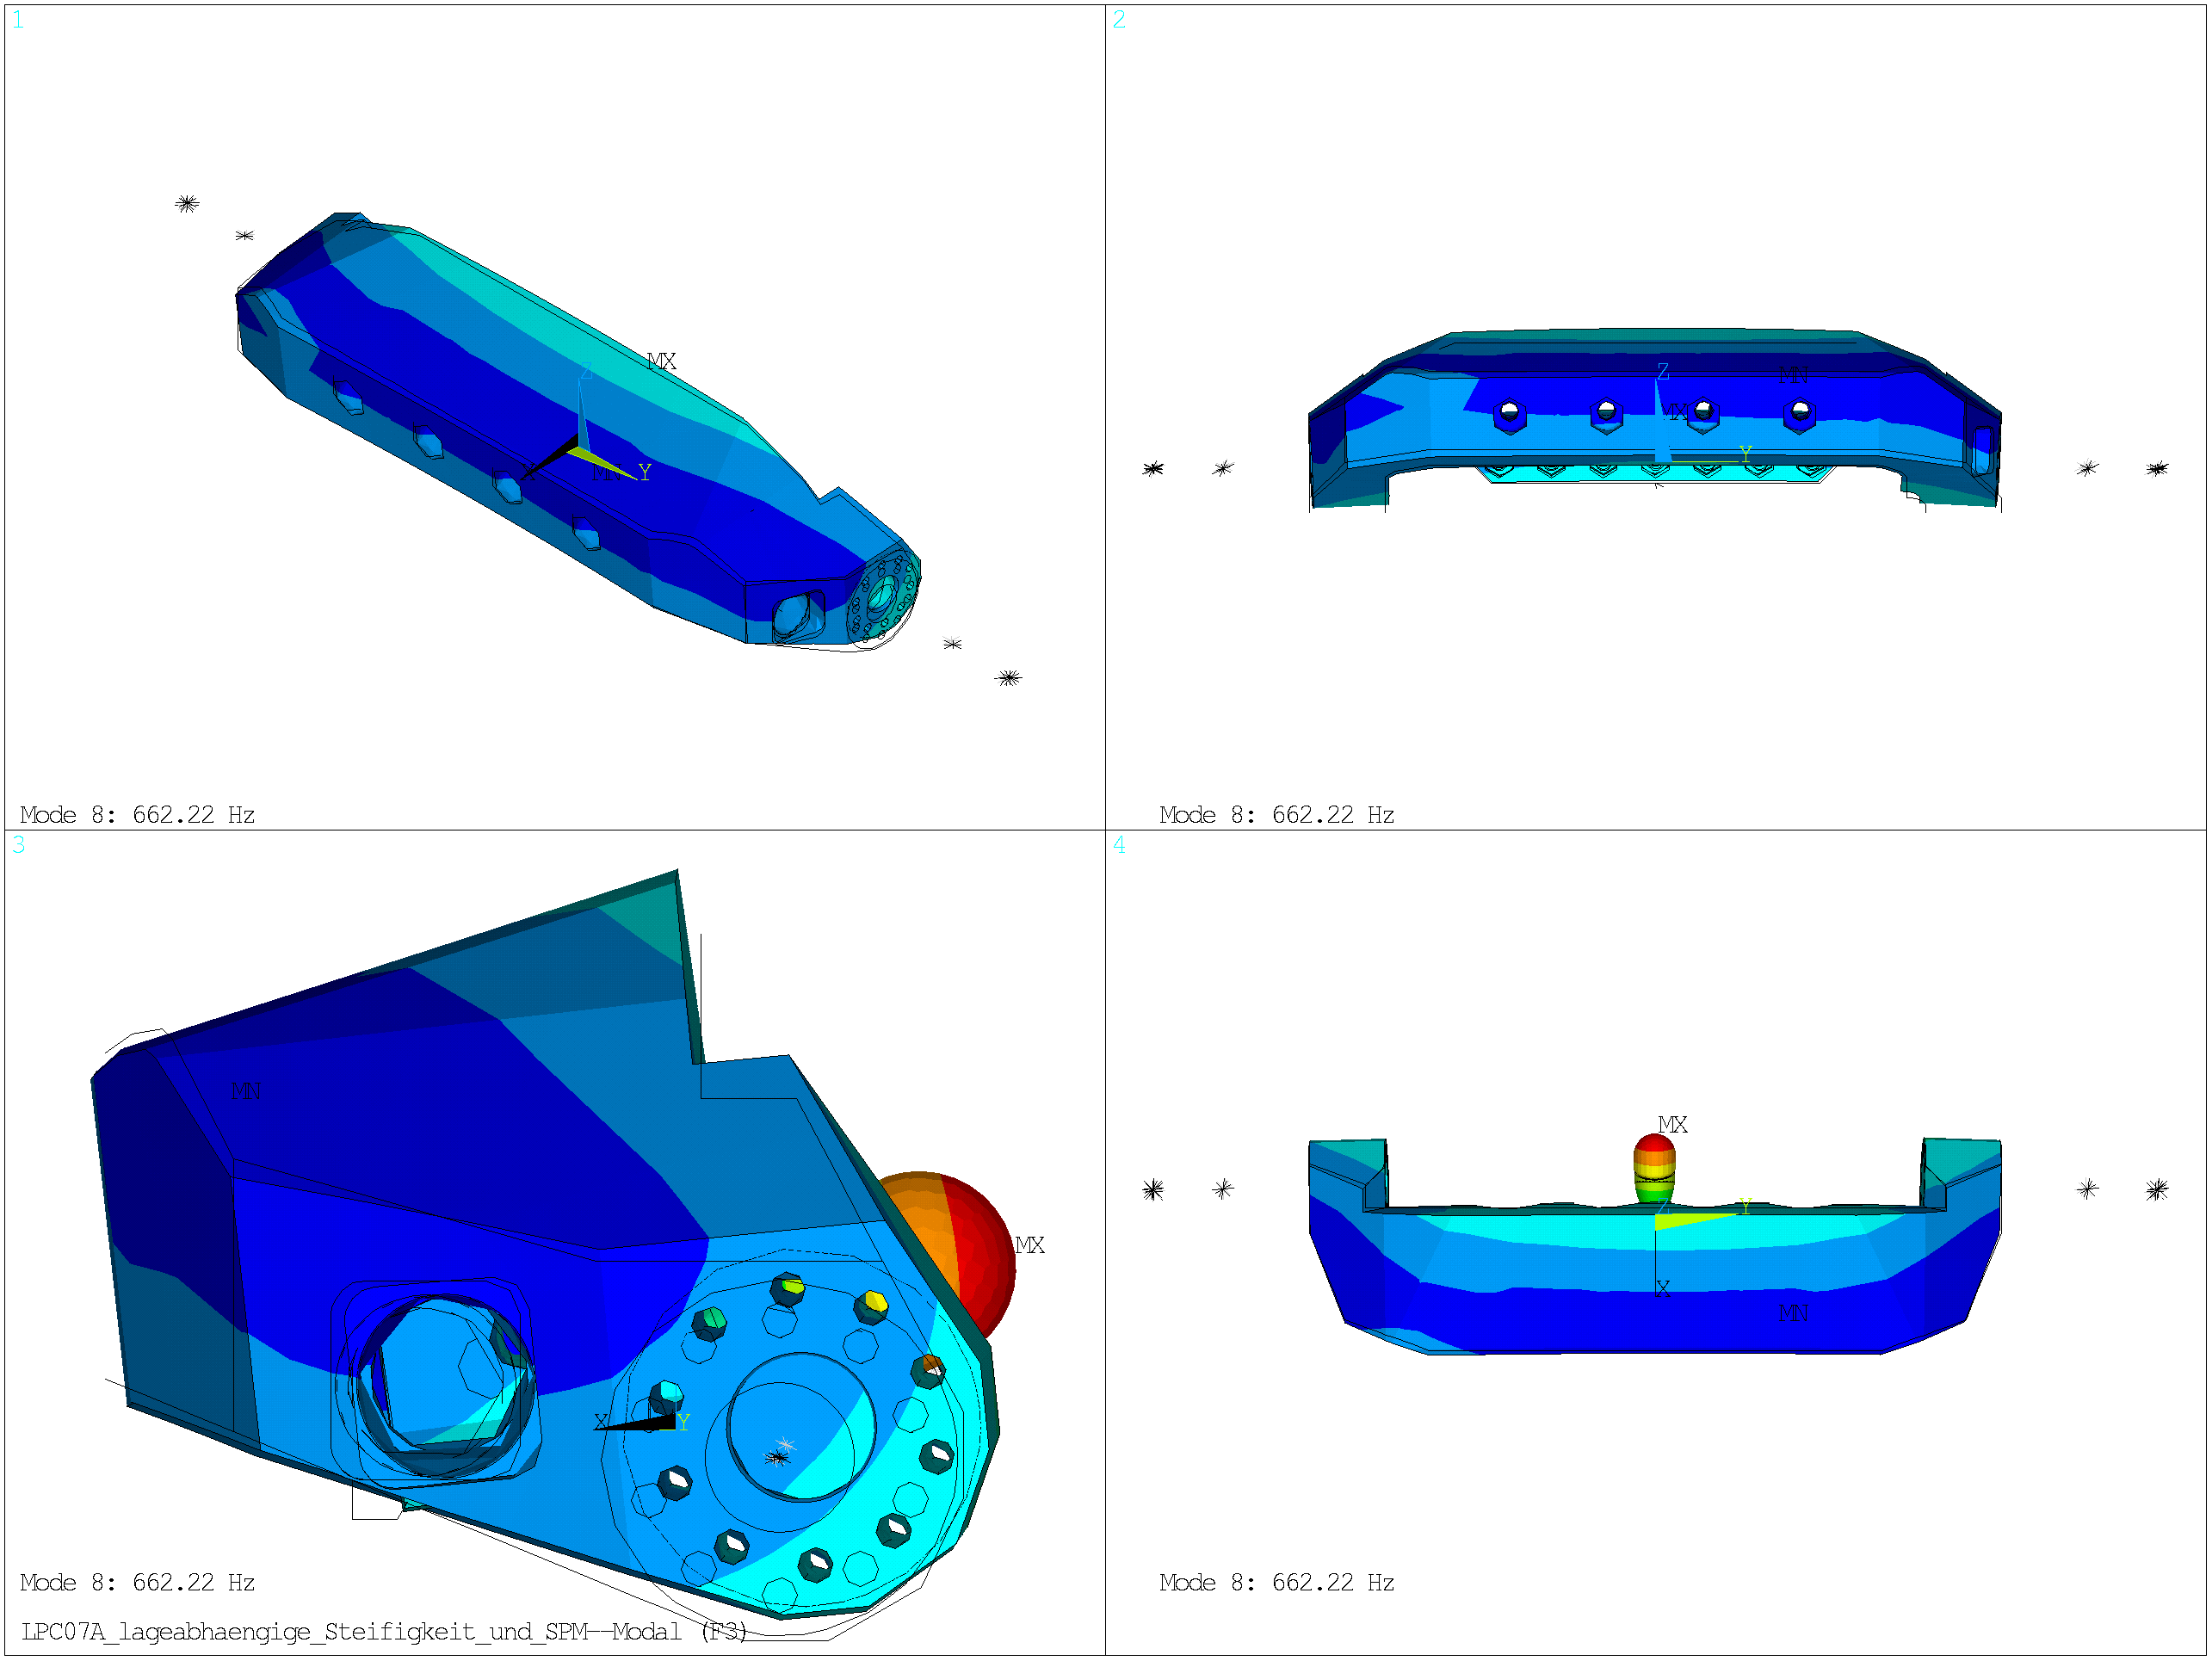 1
MX
Z
X
MN
Y
Mode 8: 662.22 Hz
2
Z
MN
MX
Y
Mode 8: 662.22 Hz
3
MN
MX
X
Y
Mode 8: 662.22 Hz
LPC07A_lageabhaengige_Steifigkeit_und_SPM--Modal (F3)
4
MX
Z
Y
X
MN
Mode 8: 662.22 Hz